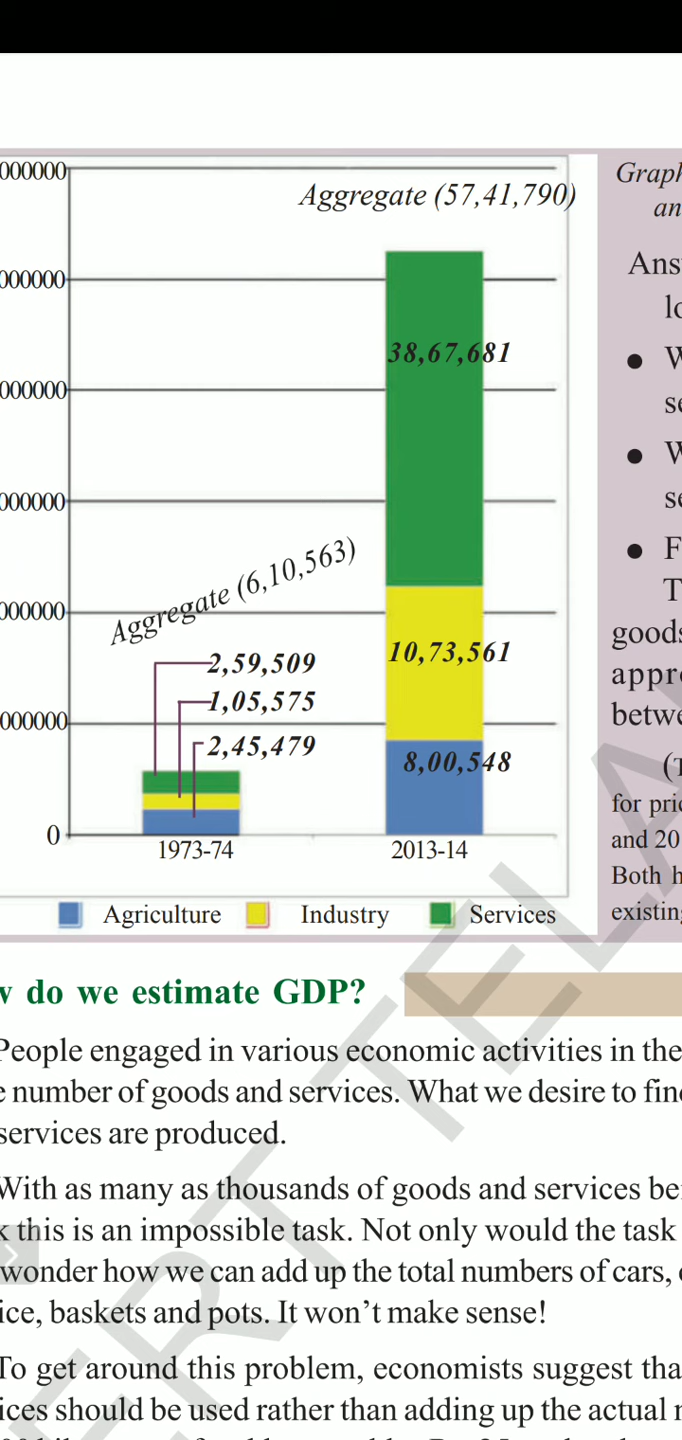 000000
Aggregate (57,41,790)
000000
38,67,681
000000
000000
Aggregate (6,10,563)
000000
2,59,509
10,73,561
1,05,575
000000
2,45,479
8,00,548
0
1973-74
2013-14
Agriculture Industry Services
Graph
an
Ans
lo
● W
se
● W
se
● F
T
goods
appro
betwe
(T
for pric
and 20
Both h
existing
w do we estimate GDP?
People engaged in various economic activities in the
e number of goods and services. What we desire to find
services are produced.
With as many as thousands of goods and services bei
k this is an impossible task. Not only would the task
wonder how we can add up the total numbers of cars,
ice, baskets and pots. It won't make sense!
To get around this problem, economists suggest tha
ices should be used rather than adding up the actual n
TELA
ERT